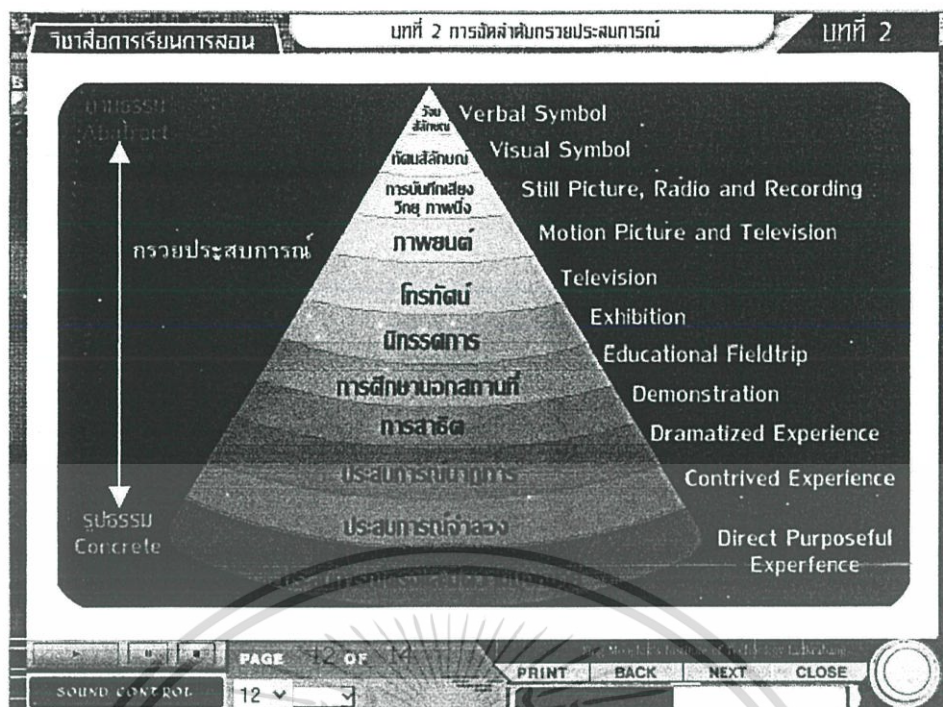 วิชาสื่อการเรียนการสอน
บทที่ 2 การจัดลำดับกรวยประสบการณ์
บทที่ 2
นามธรรม
Abstract
กรวยประสบการณ์
รูปธรรม
Concrete
วัจน
สัลักษณ์
Verbal Symbol
ทัศนสัลักษณ์
Visual Symbol
การบันทึกเสียง
วิทยุ ภาพนิ่ง
Still Picture, Radio and Recording
ภาพยนต์
Motion Picture and Television
โทรทัศน์
Television
นิทรรศการ
Exhibition
การศึกษานอกสถานที่
Educational Fieldtrip
การสาธิต
Demonstration
ประสบการณ์นาฏการ
Dramatized Experience
ประสบการณ์จำลอง
Contrived Experience
Direct Purposeful
Experfence
PAGE 12 OF 14
PRINT BACK NEXT CLOSE
SOUND CONTROL
12